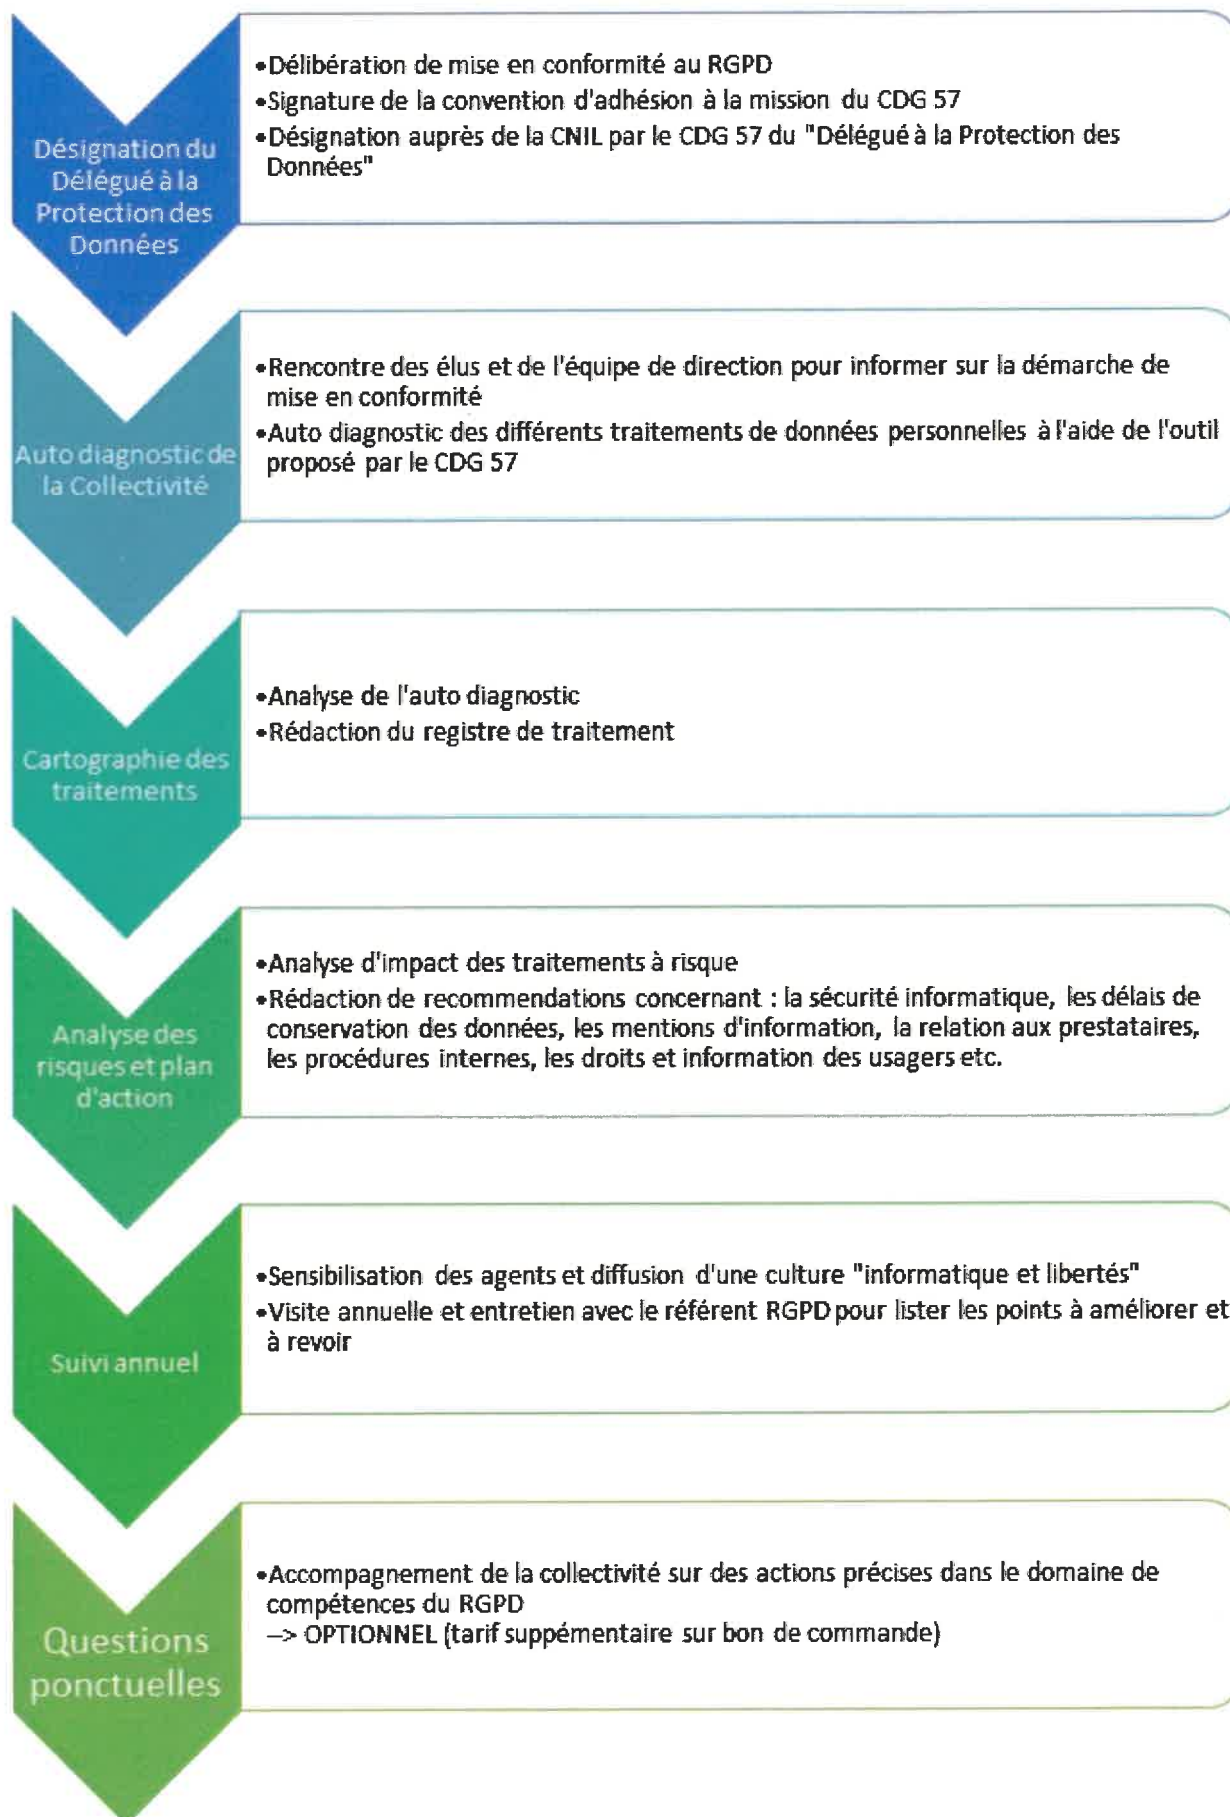 Désignation du
Délégué à la
Protection des
Données
•Délibération de mise en conformité au RGPD
•Signature de la convention d'adhésion à la mission du CDG 57
•Désignation auprès de la CNIL par le CDG 57 du "Délégué à la Protection des
Données"
Auto diagnostic de
la Collectivité
•Rencontre des élus et de l'équipe de direction pour informer sur la démarche de
mise en conformité
•Auto diagnostic des différents traitements de données personnelles à l'aide de l'outil
proposé par le CDG 57
Cartographie des
traitements
•Analyse de l'auto diagnostic
•Rédaction du registre de traitement
Analyse des
risques et plan
d'action
•Analyse d'impact des traitements à risque
•Rédaction de recommendations concernant : la sécurité informatique, les délais de
conservation des données, les mentions d'information, la relation aux prestataires,
les procédures internes, les droits et information des usagers etc.
Suivi annuel
•Sensibilisation des agents et diffusion d'une culture "informatique et libertés"
•Visite annuelle et entretien avec le référent RGPD pour lister les points à améliorer et
à revoir
Questions
ponctuelles
•Accompagnement de la collectivité sur des actions précises dans le domaine de
compétences du RGPD
--> OPTIONNEL (tarif suppémentaire sur bon de commande)